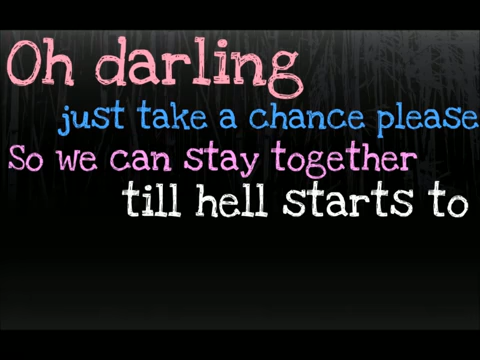 Oh darling
just take a chance please
So we can stay together
till hell starts to